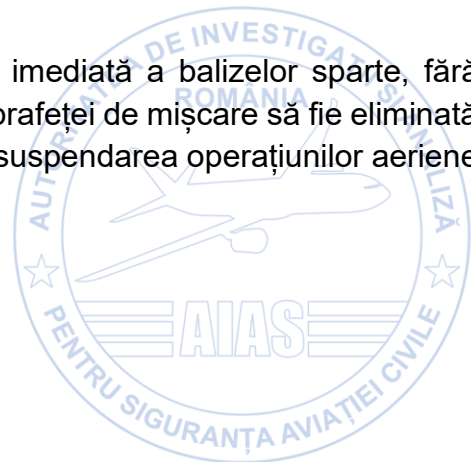 imediată a balizelor sparte, fără
prafeței de mișcare să fie eliminată
suspendarea operațiunilor aeriene
AUTORITATEA DE INVESTIGAȚII ȘI ANALIZĂ
ROMÂNIA
AIAS
PENTRU SIGURANȚA AVIAȚIEI CIVILE